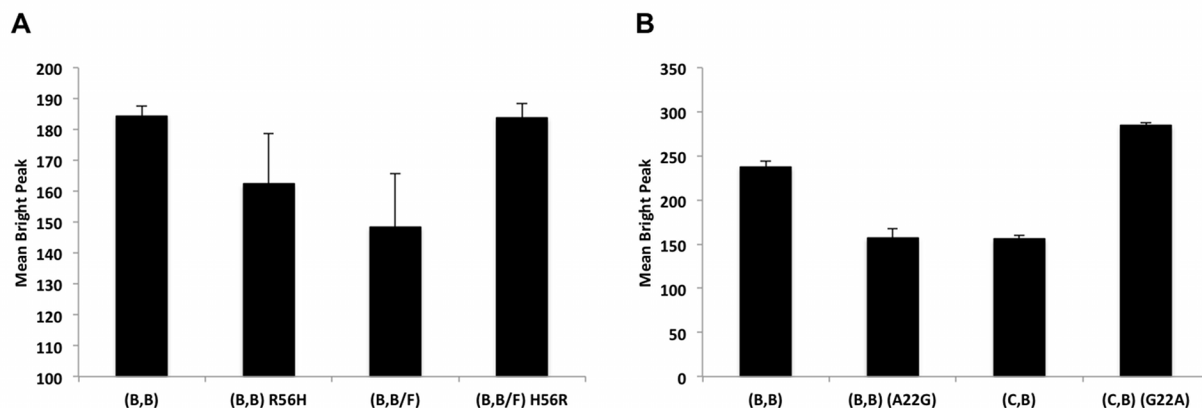 A
Mean Bright Peak
200
190
180
170
160
150
140
130
120
110
100
(B,B)
(B,B) R56H
(B,B/F)
(B,B/F) H56R
B
Mean Bright Peak
350
300
250
200
150
100
50
0
(B,B)
(B,B) (A22G)
(C,B)
(C,B) (G22A)